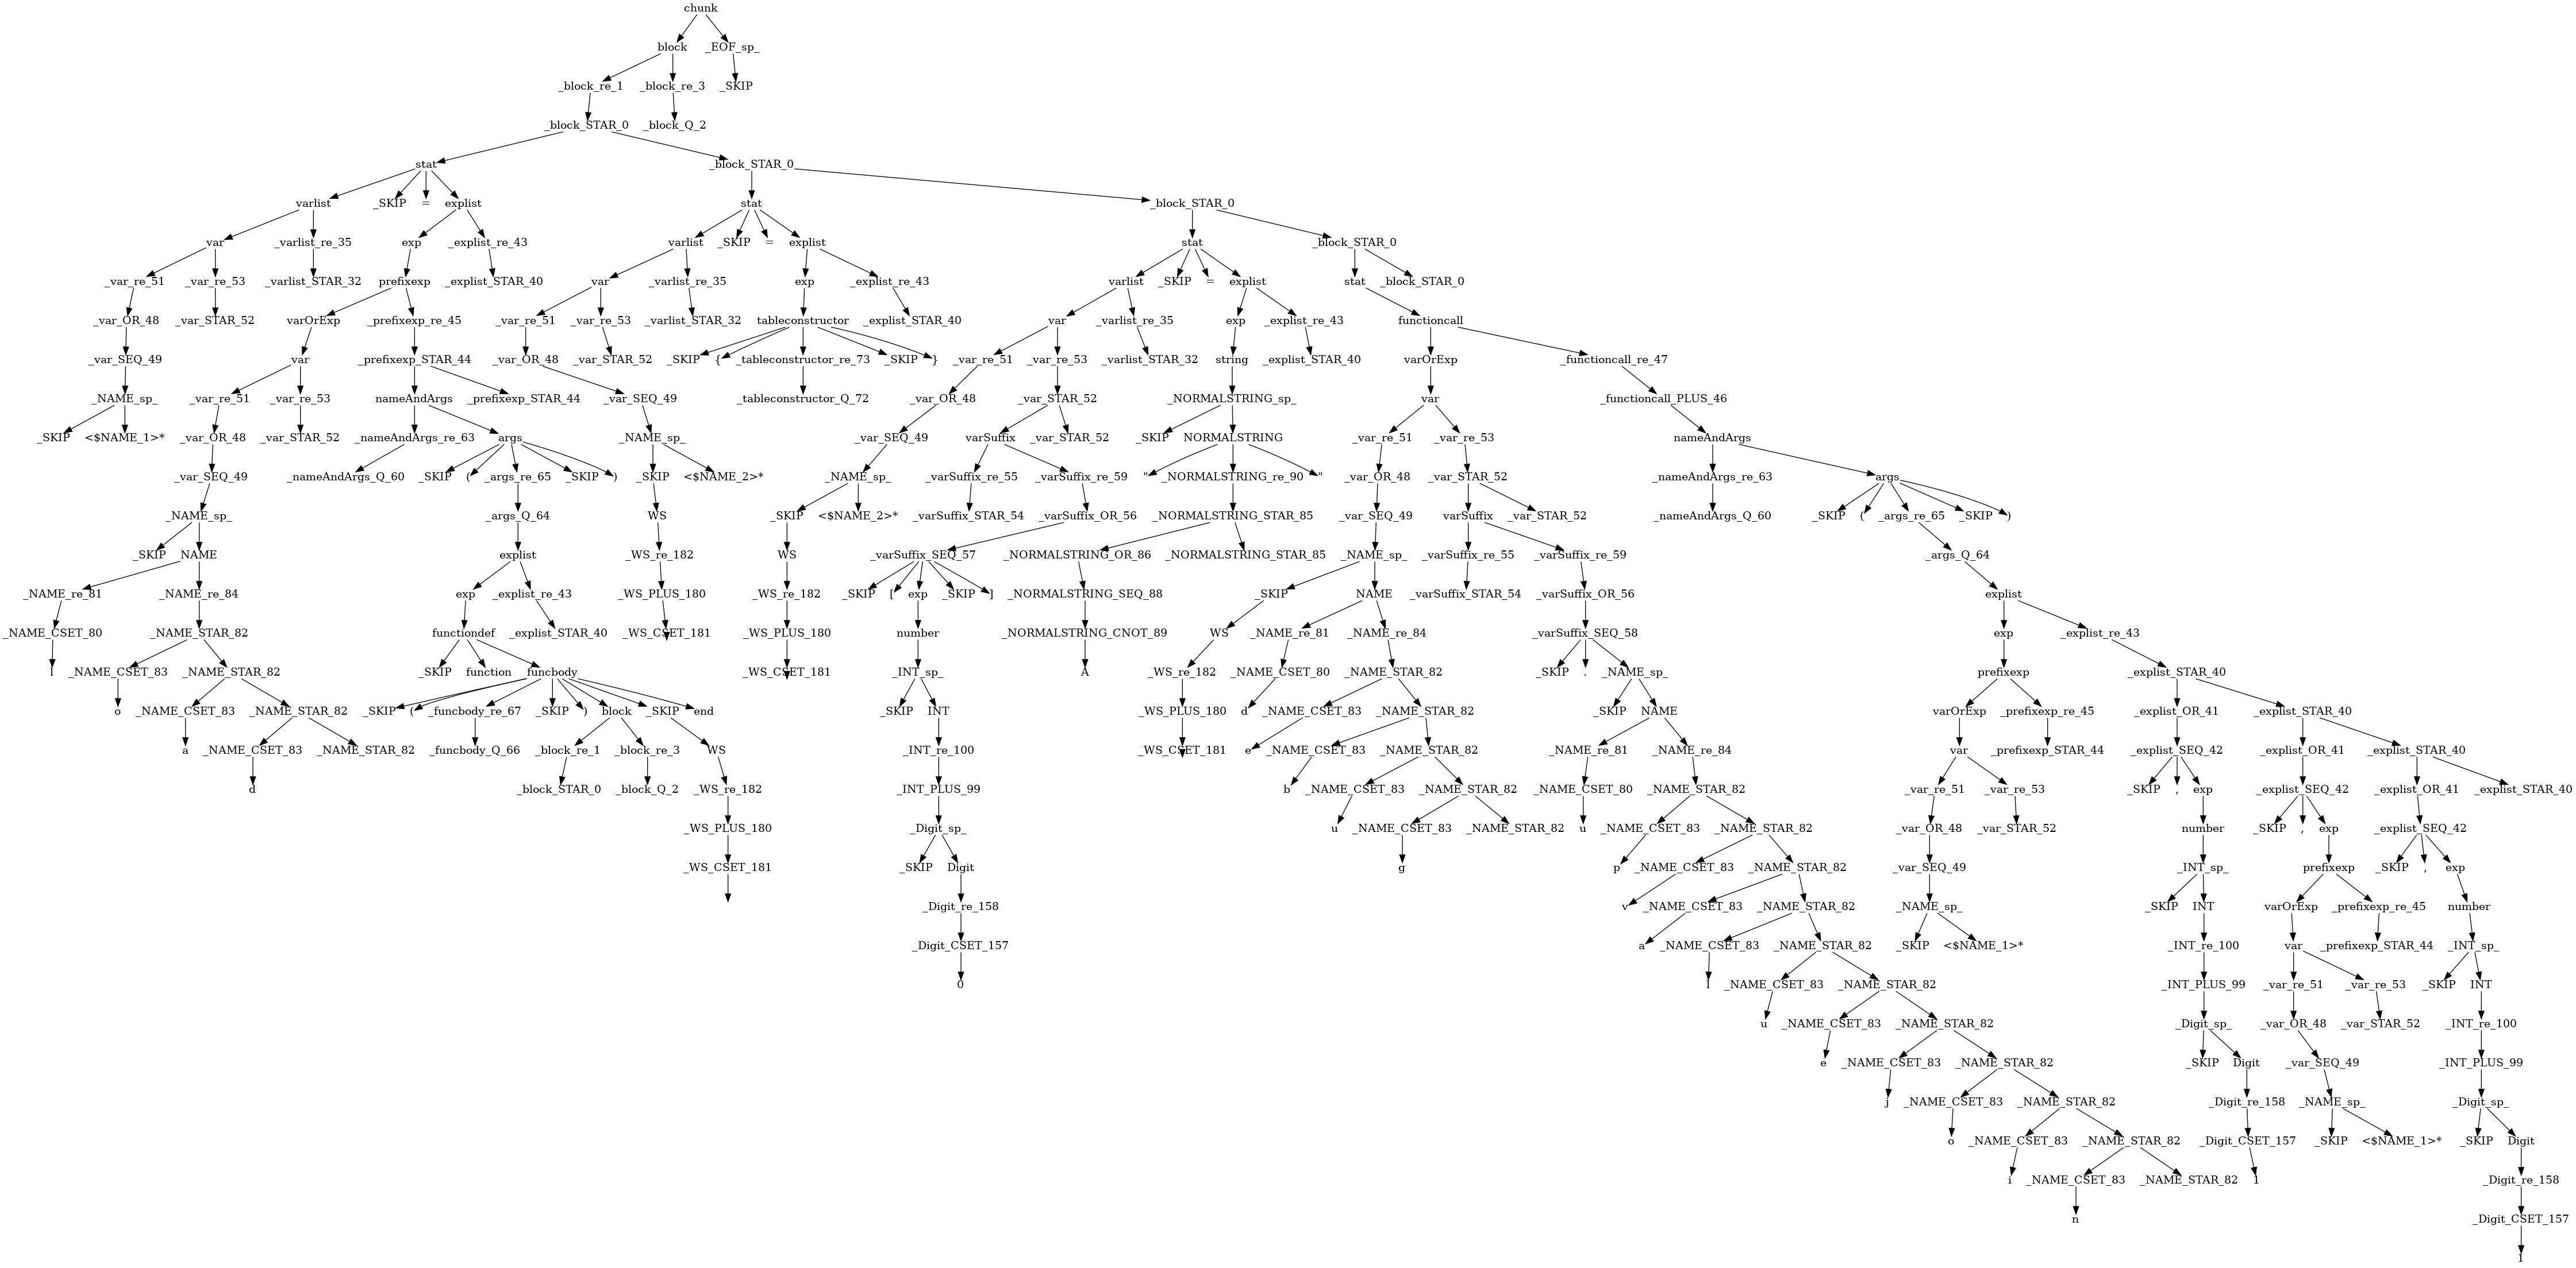 chunk
block _EOF_sp_
_block_re_1 _block_re_3 _SKIP
_block_STAR_0 _block_Q_2
stat _block_STAR_0
varlist _SKIP = explist stat _block_STAR_0
var _varlist_re_35 exp _explist_re_43 varlist _SKIP = explist stat _block_STAR_0
_var_re_51 _var_re_53 _varlist_STAR_32 prefixexp _explist_STAR_40 var _varlist_re_35 exp _explist_re_43 varlist _SKIP = explist stat _block_STAR_0
_var_OR_48 _var_STAR_52 varOrExp _prefixexp_re_45 _var_re_51 _var_re_53 _varlist_STAR_32 tableconstructor _explist_STAR_40 var _varlist_re_35 exp _explist_re_43 functioncall
_var_SEQ_49 var _prefixexp_STAR_44 _var_OR_48 _var_STAR_52 _SKIP { _tableconstructor_re_73 _SKIP } _var_re_51 _var_re_53 _varlist_STAR_32 string _explist_STAR_40 varOrExp _functioncall_re_47
_NAME_sp_ _var_re_51 _var_re_53 nameAndArgs _prefixexp_STAR_44 _var_SEQ_49 _tableconstructor_Q_72 _var_OR_48 _var_STAR_52 _NORMALSTRING_sp_ var _functioncall_PLUS_46
_SKIP <$NAME_1>* _var_OR_48 _var_STAR_52 _nameAndArgs_re_63 args _NAME_sp_ _var_SEQ_49 varSuffix _var_STAR_52 _SKIP NORMALSTRING _var_re_51 _var_re_53 nameAndArgs
_var_SEQ_49 _nameAndArgs_Q_60 _SKIP ( _args_re_65 _SKIP ) _SKIP <$NAME_2>* _NAME_sp_ _varSuffix_re_55 _varSuffix_re_59 " _NORMALSTRING_re_90 " _var_OR_48 _var_STAR_52 _nameAndArgs_re_63 args
_NAME_sp_ _args_Q_64 WS _SKIP <$NAME_2>* _varSuffix_STAR_54 _varSuffix_OR_56 _NORMALSTRING_STAR_85 _var_SEQ_49 varSuffix _var_STAR_52 _nameAndArgs_Q_60 _SKIP ( _args_re_65 _SKIP )
_SKIP NAME explist _WS_re_182 WS _varSuffix_SEQ_57 _NORMALSTRING_OR_86 _NORMALSTRING_STAR_85 _NAME_sp_ _varSuffix_re_55 _varSuffix_re_59 _args_Q_64
_NAME_re_81 _NAME_re_84 exp _explist_re_43 _WS_PLUS_180 _WS_re_182 _SKIP [ exp _SKIP ] _NORMALSTRING_SEQ_88 _SKIP NAME _varSuffix_STAR_54 _varSuffix_OR_56 explist
_NAME_CSET_80 _NAME_STAR_82 functiondef _explist_STAR_40 _WS_CSET_181 _WS_PLUS_180 number _NORMALSTRING_CNOT_89 WS _NAME_re_81 _NAME_re_84 _varSuffix_SEQ_58 exp _explist_re_43
l _NAME_CSET_83 _NAME_STAR_82 _SKIP function funcbody _WS_CSET_181 _INT_sp_ A _WS_re_182 _NAME_CSET_80 _NAME_STAR_82 _SKIP . _NAME_sp_ prefixexp _explist_STAR_40
o _NAME_CSET_83 _NAME_STAR_82 _SKIP ( _funcbody_re_67 _SKIP ) block _SKIP end _SKIP INT _WS_PLUS_180 d _NAME_CSET_83 _NAME_STAR_82 _SKIP NAME varOrExp _prefixexp_re_45 _explist_OR_41 _explist_STAR_40
a _NAME_CSET_83 _NAME_STAR_82 _funcbody_Q_66 _block_re_1 _block_re_3 WS _INT_re_100 _WS_CSET_181 e _NAME_CSET_83 _NAME_STAR_82 _NAME_re_81 _NAME_re_84 var _prefixexp_STAR_44 _explist_SEQ_42 _explist_OR_41 _explist_STAR_40
d _block_STAR_0 _block_Q_2 _WS_re_182 _INT_PLUS_99 b _NAME_CSET_83 _NAME_STAR_82 _NAME_CSET_80 _NAME_STAR_82 _var_re_51 _var_re_53 _SKIP , exp _explist_SEQ_42 _explist_OR_41 _explist_STAR_40
_WS_PLUS_180 _Digit_sp_ u _NAME_CSET_83 _NAME_STAR_82 u _NAME_CSET_83 _NAME_STAR_82 _var_OR_48 _var_STAR_52 number _SKIP , exp _explist_SEQ_42
_WS_CSET_181 _SKIP Digit g p _NAME_CSET_83 _NAME_STAR_82 _var_SEQ_49 _INT_sp_ prefixexp _SKIP , exp
_Digit_re_158 v _NAME_CSET_83 _NAME_STAR_82 _NAME_sp_ _SKIP INT varOrExp _prefixexp_re_45 number
_Digit_CSET_157 a _NAME_CSET_83 _NAME_STAR_82 _SKIP <$NAME_1>* _INT_re_100 var _prefixexp_STAR_44 _INT_sp_
0 l _NAME_CSET_83 _NAME_STAR_82 _INT_PLUS_99 _var_re_51 _var_re_53 _SKIP INT
u _NAME_CSET_83 _NAME_STAR_82 _Digit_sp_ _var_OR_48 _var_STAR_52 _INT_re_100
e _NAME_CSET_83 _NAME_STAR_82 _SKIP Digit _var_SEQ_49 _INT_PLUS_99
j _NAME_CSET_83 _NAME_STAR_82 _Digit_re_158 _NAME_sp_ _Digit_sp_
o _NAME_CSET_83 _NAME_STAR_82 _Digit_CSET_157 _SKIP <$NAME_1>* _SKIP Digit
i _NAME_CSET_83 _NAME_STAR_82 1 _Digit_re_158
n _Digit_CSET_157
1